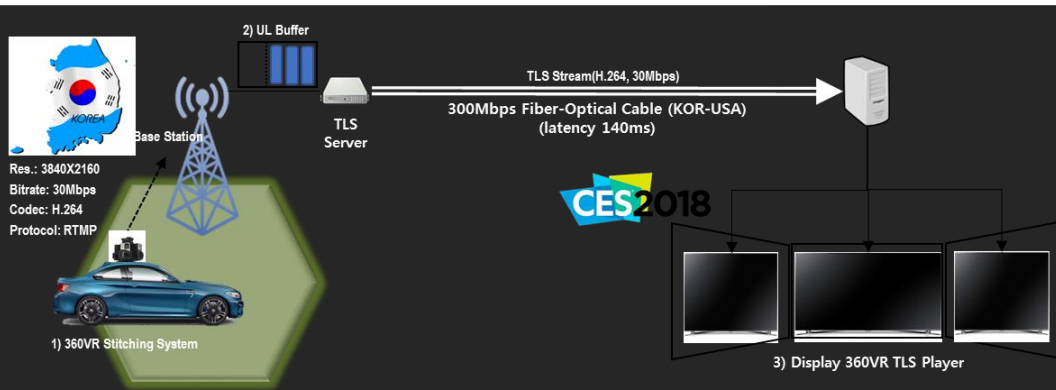 2) UL Buffer
KOREA
Base Station
TLS
Server
TLS Stream(H.264, 30Mbps)
300Mbps Fiber-Optical Cable (KOR-USA)
(latency 140ms)
Res.: 3840X2160
Bitrate: 30Mbps
Codec: H.264
Protocol: RTMP
CES2018
1) 360VR Stitching System
3) Display 360VR TLS Player